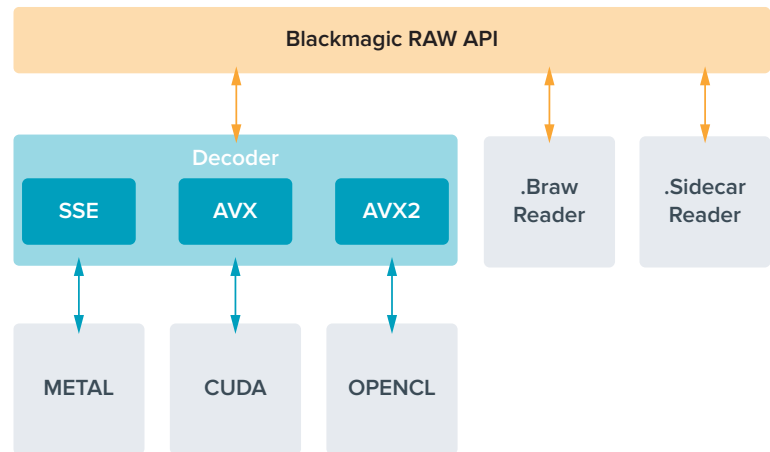 Blackmagic RAW API
Decoder
SSE
AVX
AVX2
.Braw
Reader
.Sidecar
Reader
METAL
CUDA
OPENCL